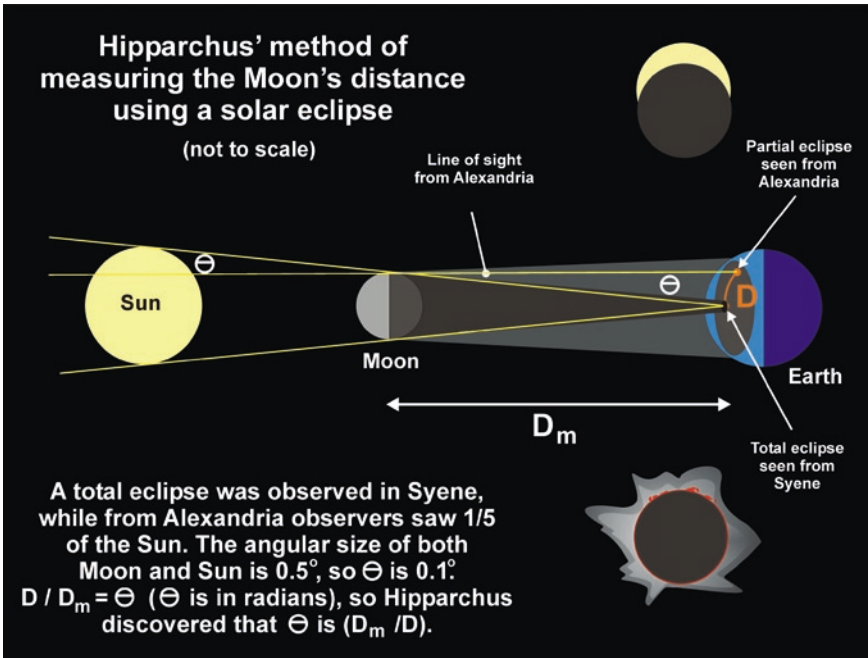 Hipparchus' method of
measuring the Moon's distance
using a solar eclipse
(not to scale)
Line of sight
from Alexandria
Partial eclipse
seen from
Alexandria
Ɵ
Ɵ
D
Sun
Moon
Earth
Dₘ
Total eclipse
seen from
Syene
A total eclipse was observed in Syene,
while from Alexandria observers saw 1/5
of the Sun. The angular size of both
Moon and Sun is 0.5°, so Ɵ is 0.1°.
D / Dₘ = Ɵ (Ɵ is in radians), so Hipparchus
discovered that Ɵ is (Dₘ /D).